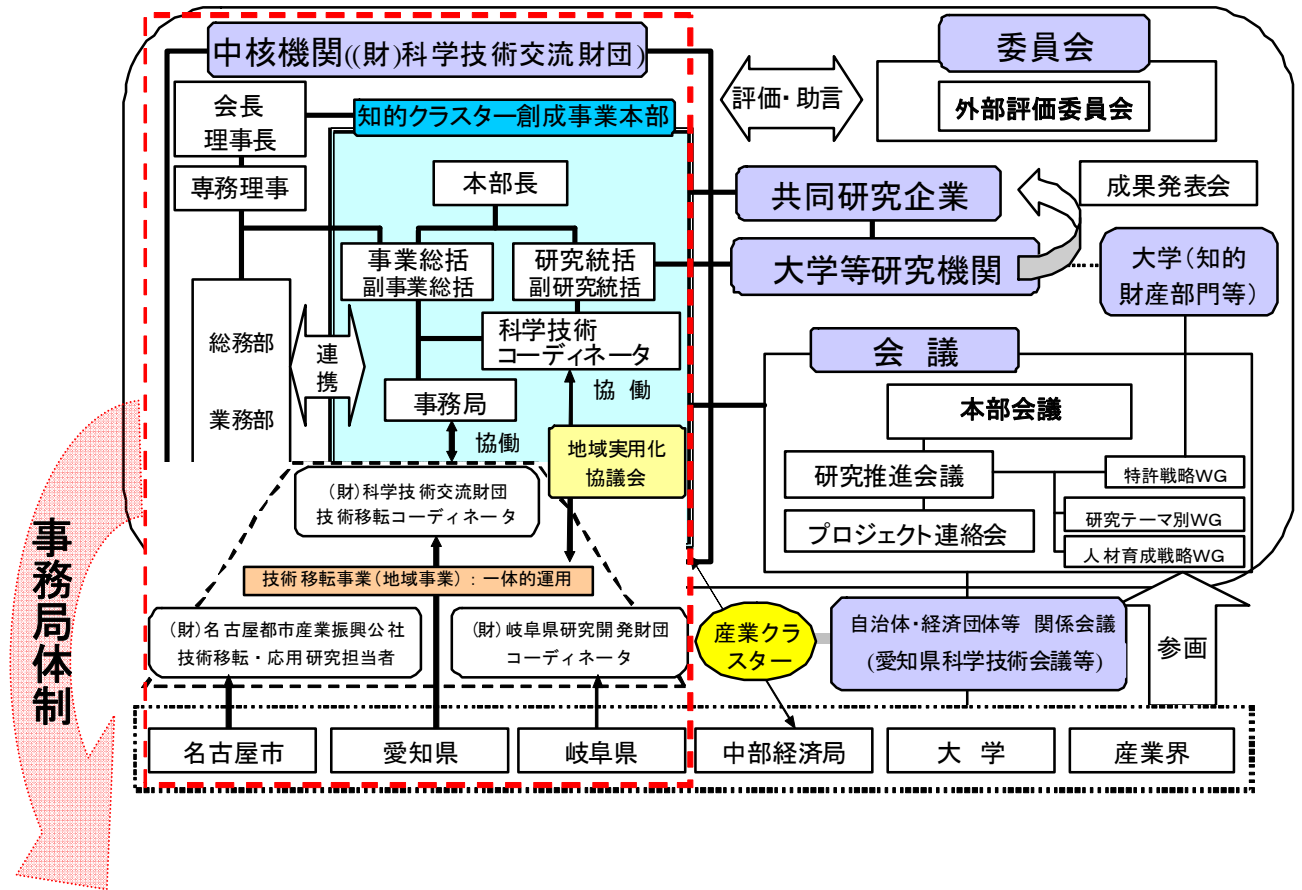 中核機関((財)科学技術交流財団)
委員会
会長
理事長
知的クラスター創成事業本部
評価・助言
外部評価委員会
専務理事
本部長
共同研究企業
成果発表会
事業総括
副事業総括
研究統括
副研究統括
大学等研究機関
大学(知的
財産部門等)
総務部
業務部
連携
科学技術
コーディネータ
会 議
事務局
協 働
本部会議
協働
地域実用化
協議会
研究推進会議
特許戦略WG
(財)科学技術交流財団
技術移転コーディネータ
プロジェクト連絡会
研究テーマ別WG
人材育成戦略WG
事務局体制
技術移転事業(地域事業):一体的運用
(財)名古屋都市産業振興公社
技術移転・応用研究担当者
(財)岐阜県研究開発財団
コーディネータ
産業クラ
スター
自治体・経済団体等 関係会議
(愛知県科学技術会議等)
参画
名古屋市
愛知県
岐阜県
中部経済局
大 学
産業界